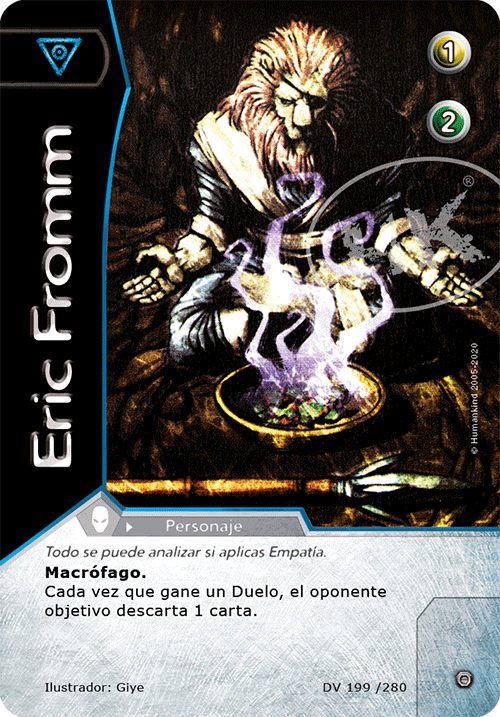 1
2
Eric Fromm
HK®
© Humankind 2005-2020
Personaje
Todo se puede analizar si aplicas Empatía.
Macrófago.
Cada vez que gane un Duelo, el oponente
objetivo descarta 1 carta.
Ilustrador: Giye
DV 199 /280